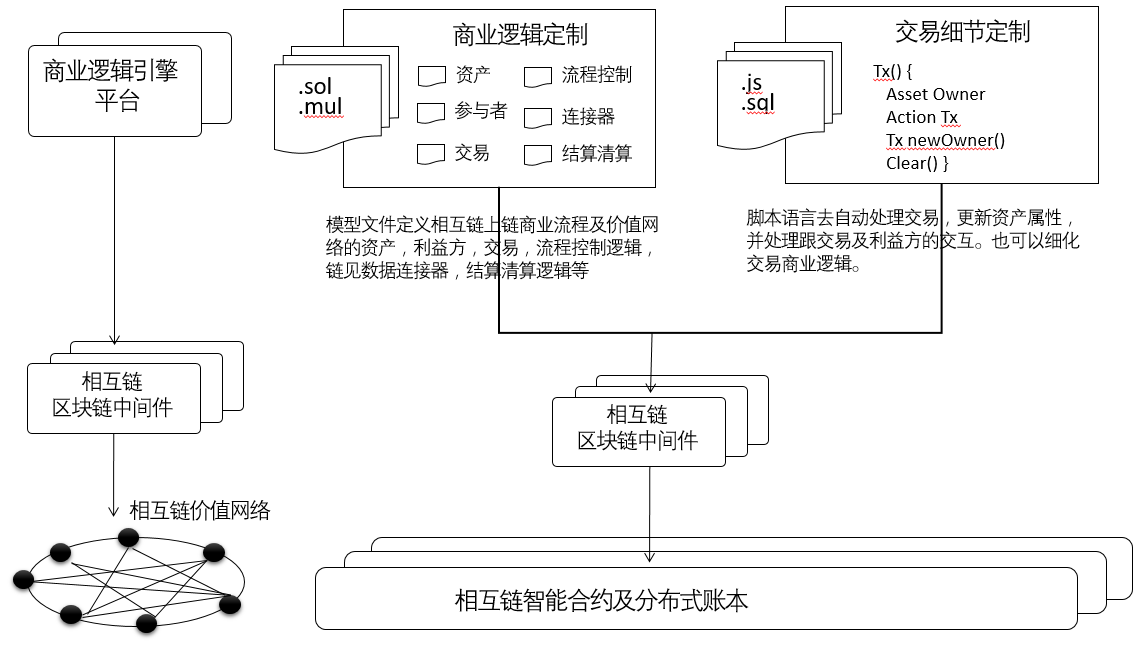 商业逻辑引擎
平台
相互链
区块链中间件
相互链价值网络
商业逻辑定制
.sol
.mul
资产
流程控制
参与者
连接器
交易
结算清算
模型文件定义相互链上链商业流程及价值网
络的资产，利益方，交易，流程控制逻辑，
链见数据连接器，结算清算逻辑等
交易细节定制
.js
.sql
Tx() {
Asset Owner
Action Tx
Tx newOwner()
Clear() }
脚本语言去自动处理交易，更新资产属性，
并处理跟交易及利益方的交互。也可以细化
交易商业逻辑。
相互链
区块链中间件
相互链智能合约及分布式账本